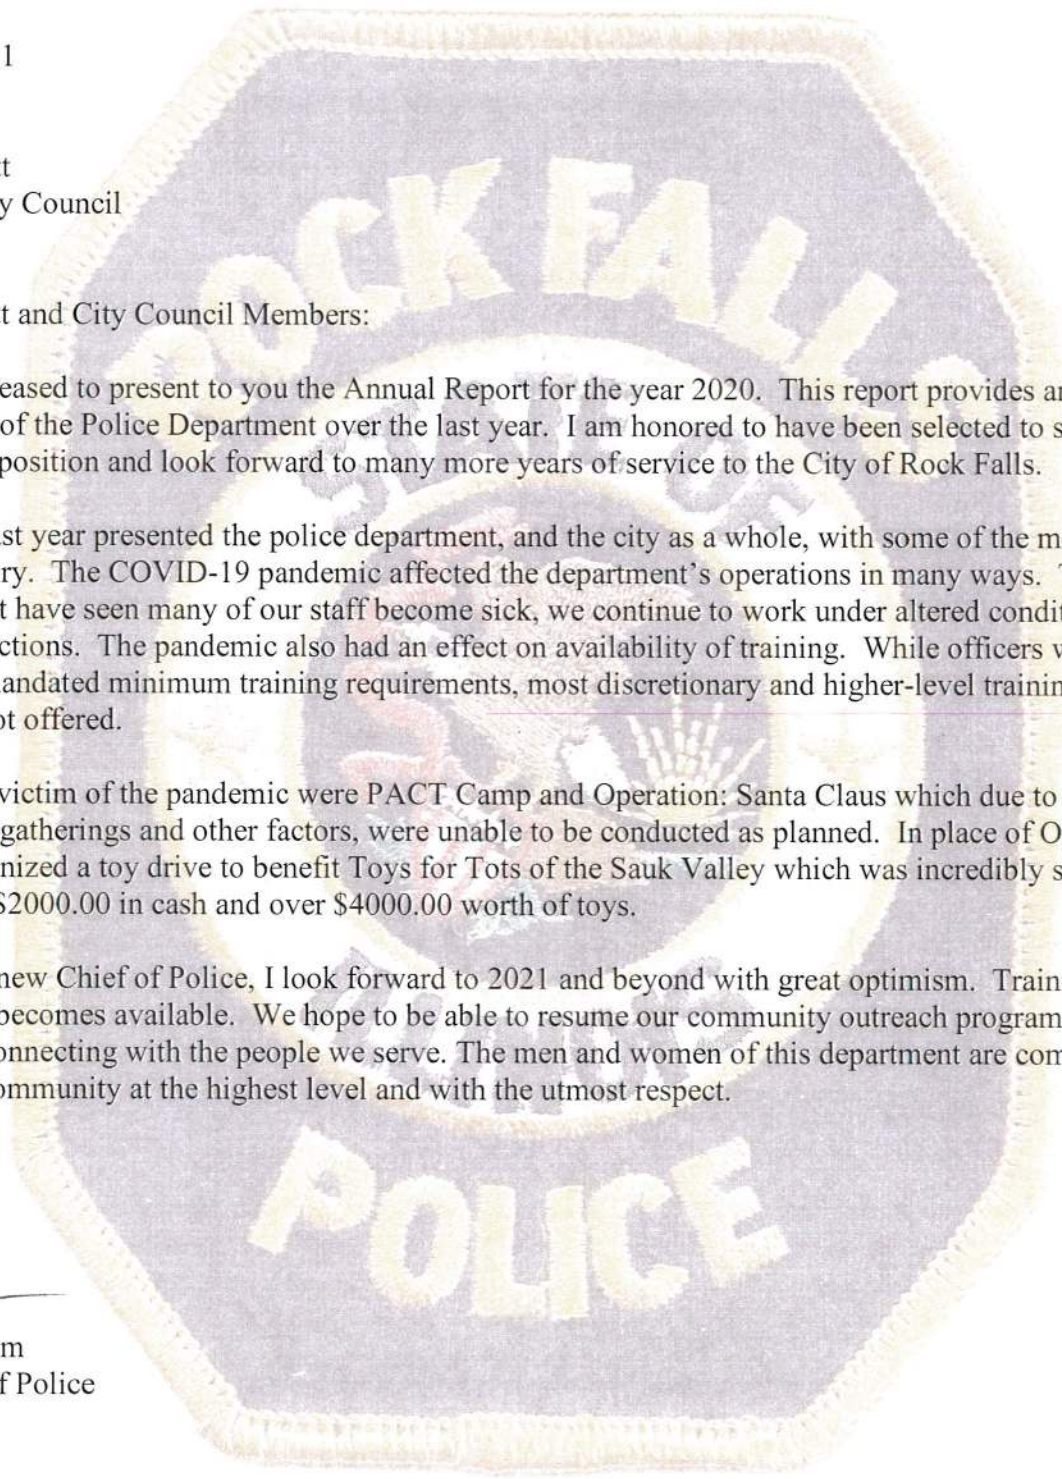 1
tt
y Council
t and City Council Members:
eased to present to you the Annual Report for the year 2020. This report provides an
of the Police Department over the last year. I am honored to have been selected to s
position and look forward to many more years of service to the City of Rock Falls.
st year presented the police department, and the city as a whole, with some of the m
ry. The COVID-19 pandemic affected the department's operations in many ways. T
t have seen many of our staff become sick, we continue to work under altered condit
ctions. The pandemic also had an effect on availability of training. While officers w
andated minimum training requirements, most discretionary and higher-level trainin
ot offered.
victim of the pandemic were PACT Camp and Operation: Santa Claus which due to
gatherings and other factors, were unable to be conducted as planned. In place of O
nized a toy drive to benefit Toys for Tots of the Sauk Valley which was incredibly s
$2000.00 in cash and over $4000.00 worth of toys.
new Chief of Police, I look forward to 2021 and beyond with great optimism. Train
becomes available. We hope to be able to resume our community outreach program
onnecting with the people we serve. The men and women of this department are com
ommunity at the highest level and with the utmost respect.
m
f Police
ROCK FALLS
STATE OF
ILLINOIS
POLICE